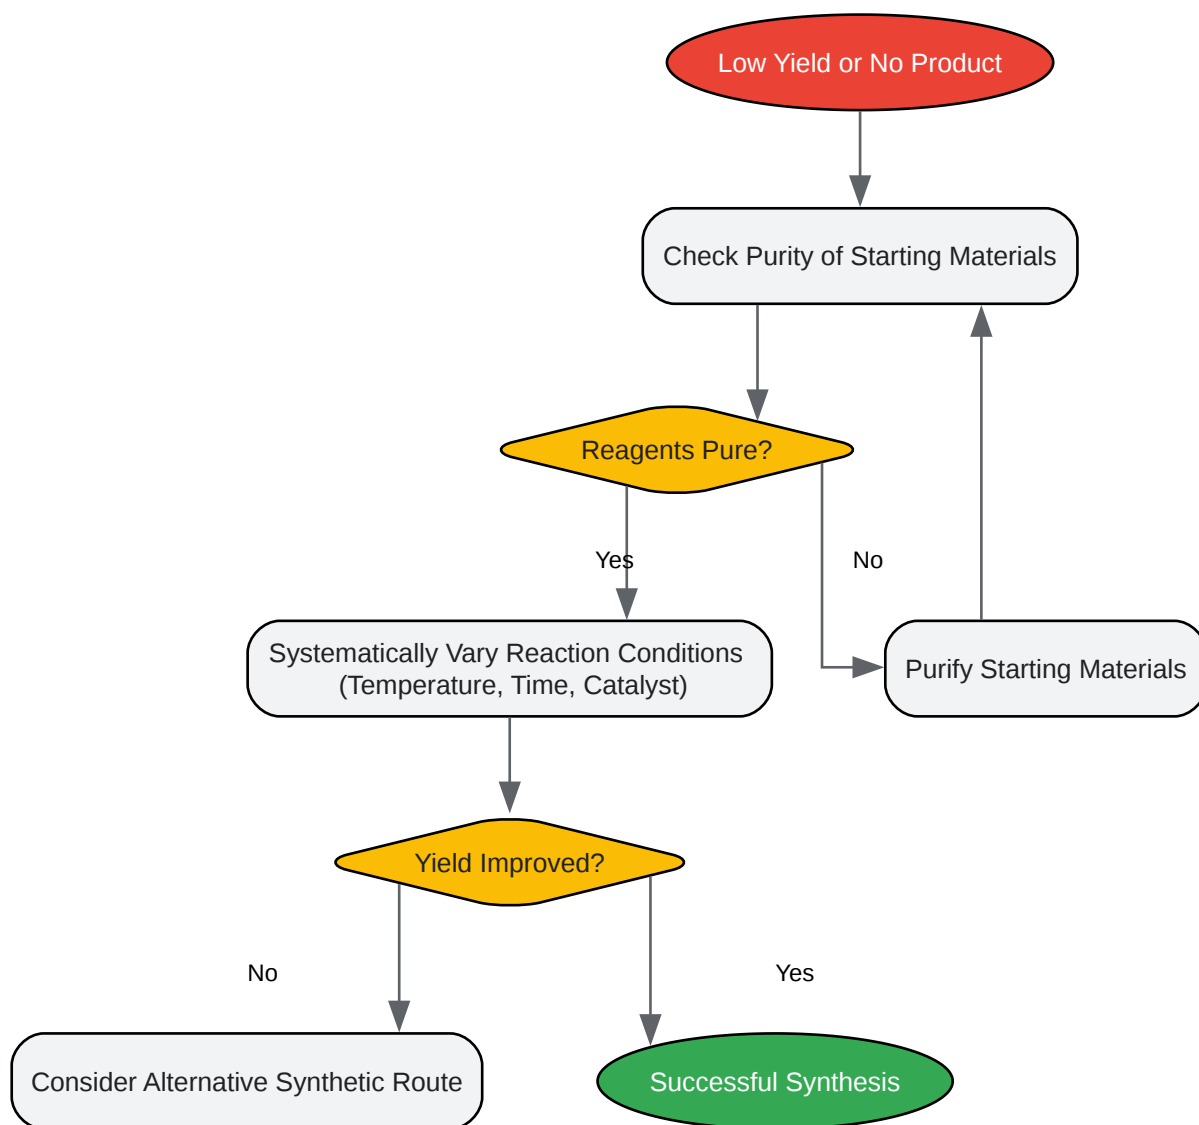 Low Yield or No Product
Check Purity of Starting Materials
Reagents Pure?
Yes
No
Systematically Vary Reaction Conditions
(Temperature, Time, Catalyst)
Purify Starting Materials
Yield Improved?
No
Yes
Consider Alternative Synthetic Route
Successful Synthesis